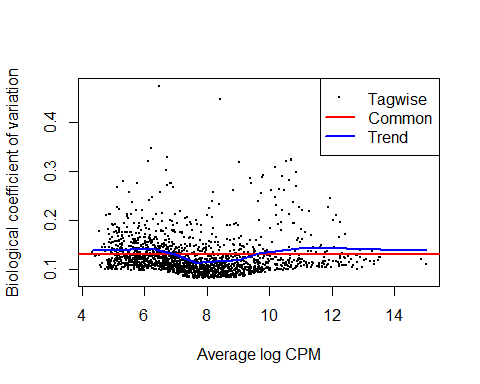 Tagwise
Common
Trend
Biological coefficient of variation
0.4
0.3
0.2
0.1
4 6 8 10 12 14
Average log CPM